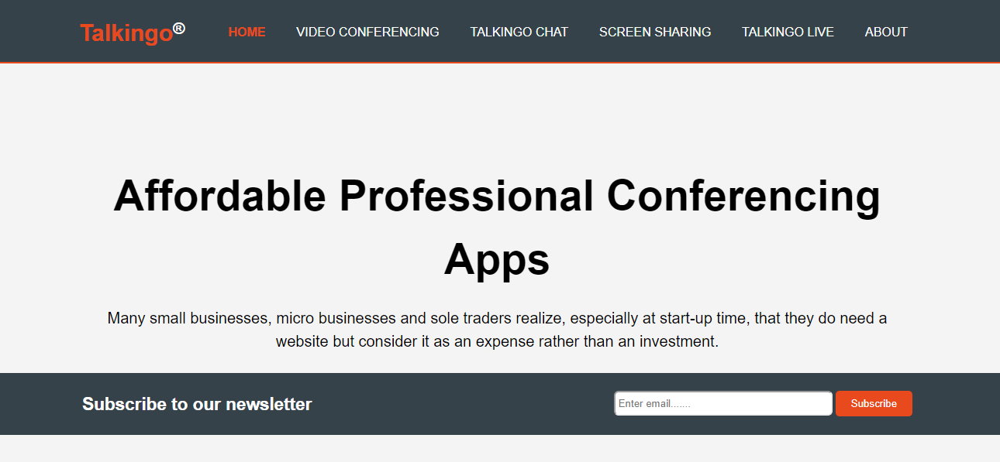 Talkingo® HOME VIDEO CONFERENCING TALKINGO CHAT SCREEN SHARING TALKINGO LIVE ABOUT
Affordable Professional Conferencing
Apps
Many small businesses, micro businesses and sole traders realize, especially at start-up time, that they do need a
website but consider it as an expense rather than an investment.
Subscribe to our newsletter Enter email....... Subscribe